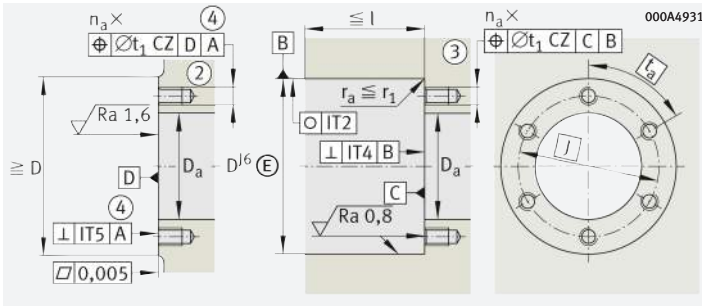 nₐ×
④
⌖ Øt₁ CZ D A
②
Ra 1,6
≧ D
D
Dₐ
④
⊥ IT5 A
⏥ 0,005
≦ l
B
③
rₐ ≦ r₁
○ IT2
⊥ IT4 B
D^J6 Ⓔ
C
Dₐ
Ra 0,8
nₐ×
⌖ Øt₁ CZ C B
000A4931
tₐ
J